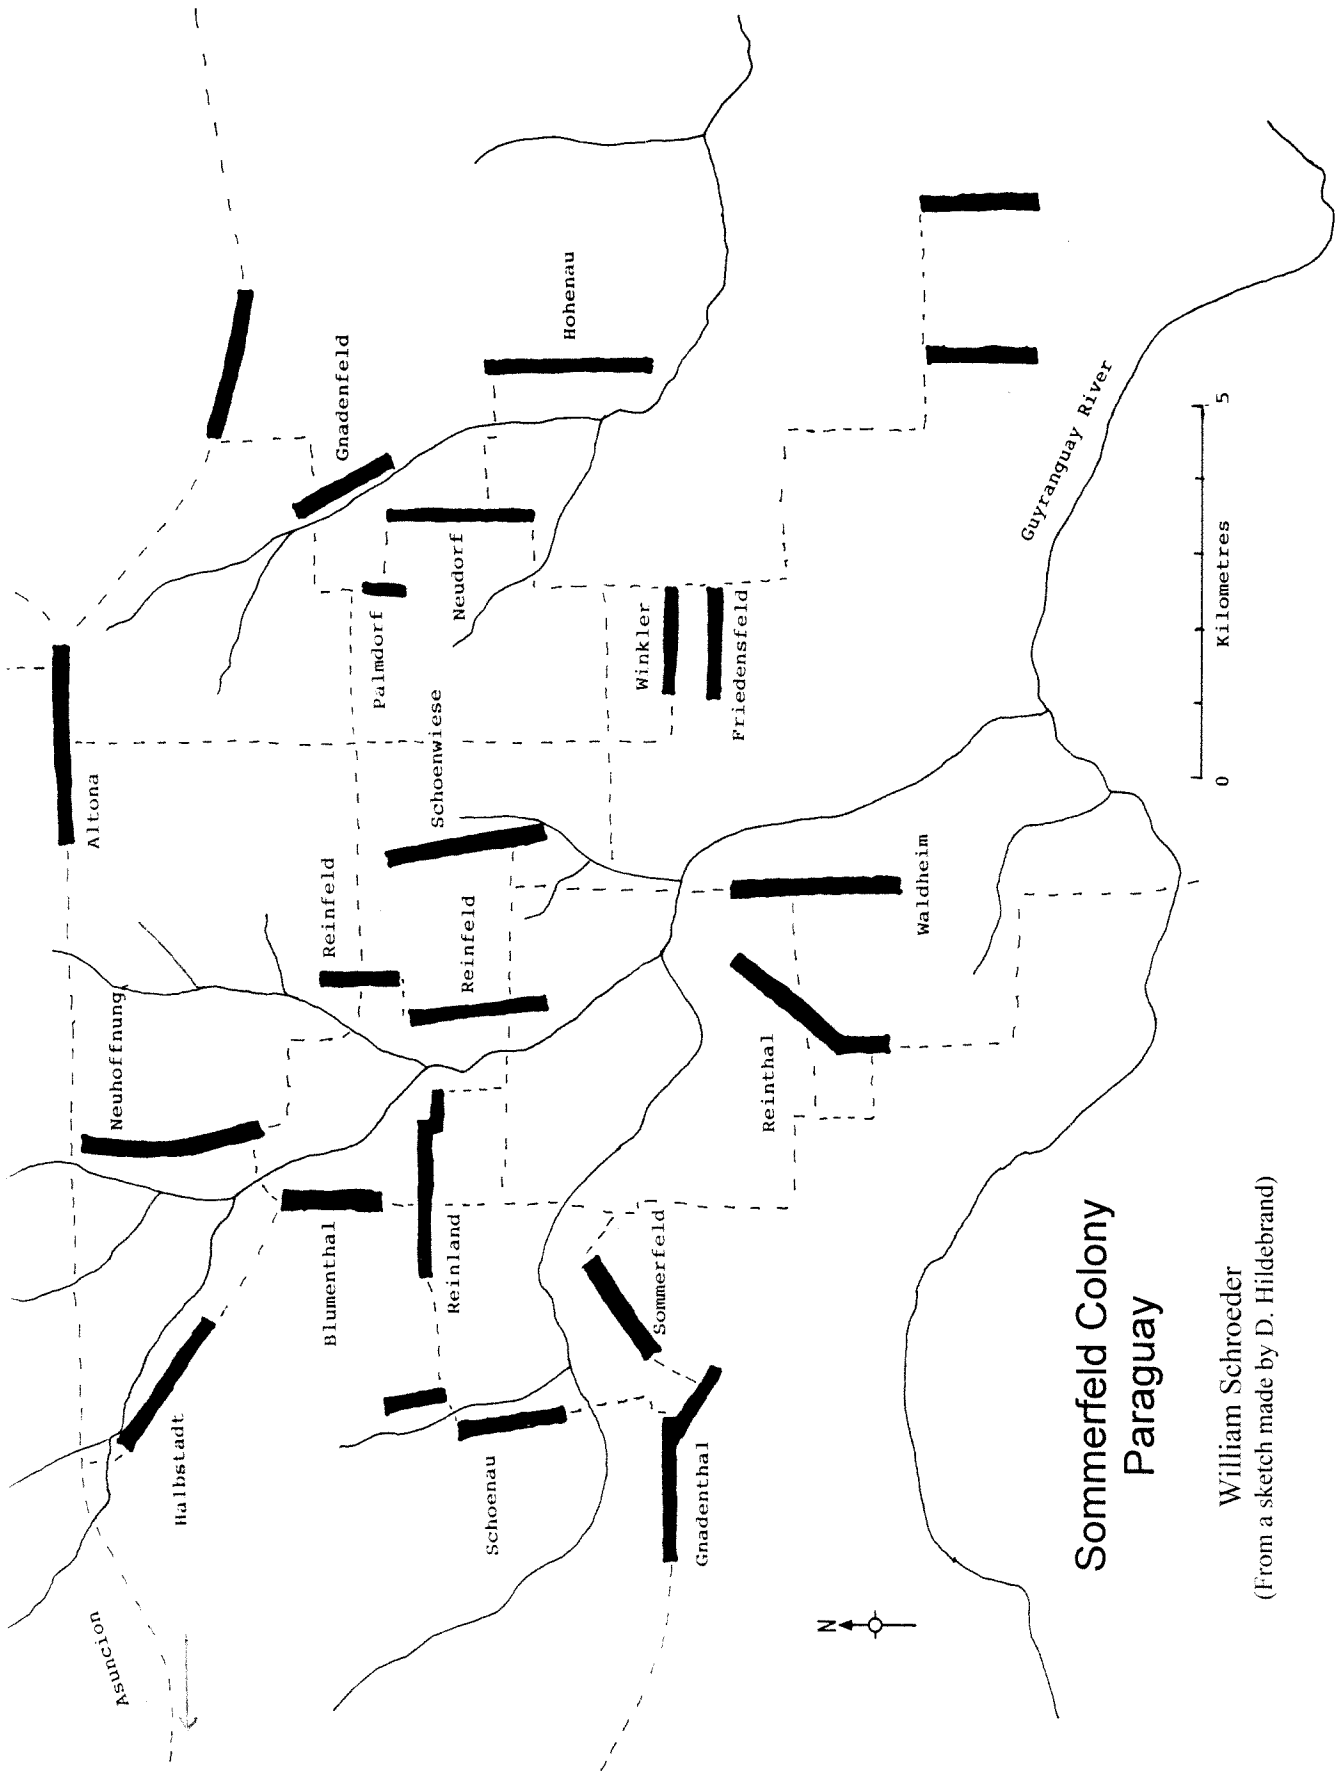 Asuncion
Halbstadt
Neuhoffnung
Altona
Blumenthal
Reinfeld
Gnadenfeld
Palmdorf
Schoenau
Reinland
Reinfeld
Schoenwiese
Neudorf
Hohenau
Gnadenthal
Sommerfeld
Winkler
Friedensfeld
Reinthal
Waldheim
N
Guyranguay River
0
5
Kilometres
Sommerfeld Colony
Paraguay
William Schroeder
(From a sketch made by D. Hildebrand)